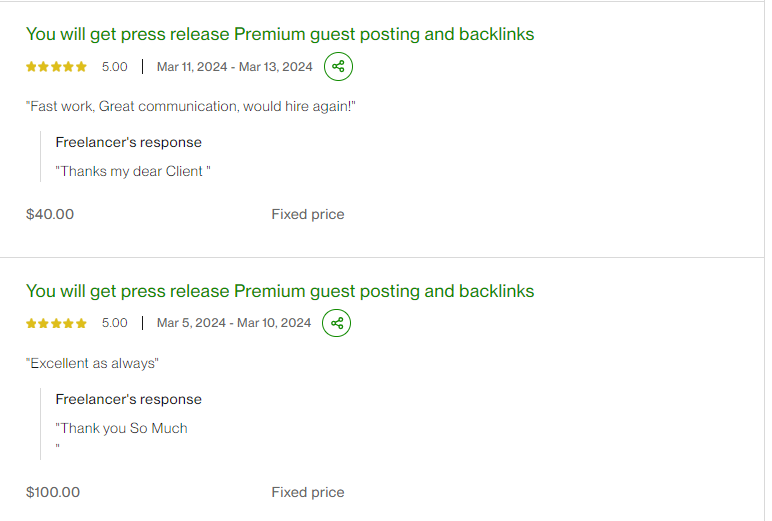 You will get press release Premium guest posting and backlinks
5.00 | Mar 11, 2024 - Mar 13, 2024
"Fast work, Great communication, would hire again!"
Freelancer's response
"Thanks my dear Client "
$40.00 Fixed price
You will get press release Premium guest posting and backlinks
5.00 | Mar 5, 2024 - Mar 10, 2024
"Excellent as always"
Freelancer's response
"Thank you So Much
"
$100.00 Fixed price